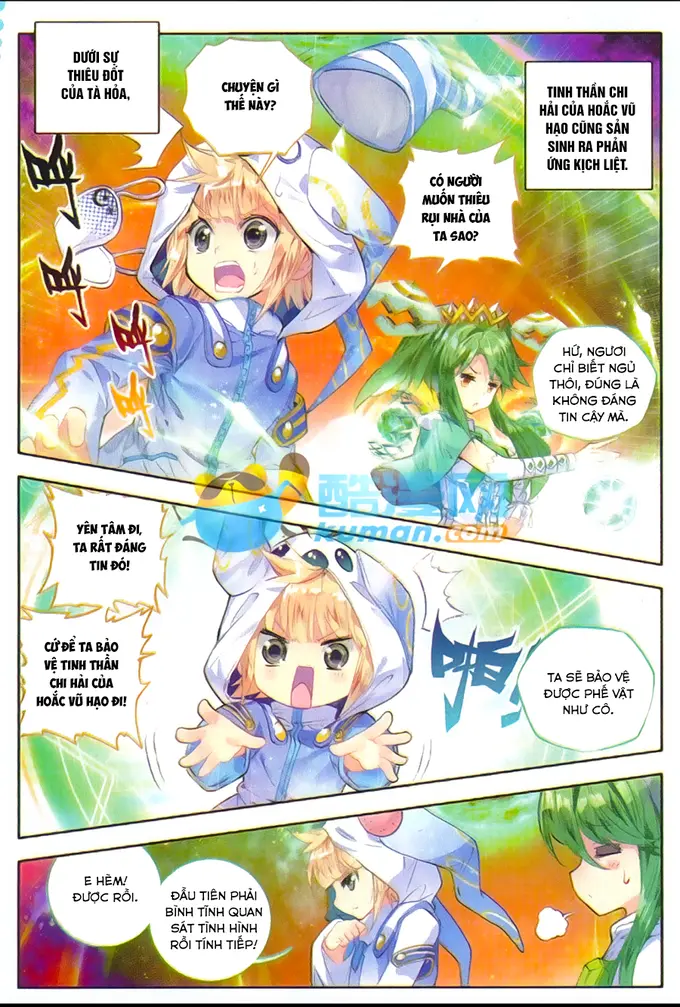 DƯỚI SỰ
THIÊU ĐỐT
CỦA TÀ HỎA,
CHUYỆN GÌ
THẾ NÀY?
TINH THẦN CHI
HẢI CỦA HOẮC VŨ
HẠO CŨNG SẢN
SINH RA PHẢN
ỨNG KỊCH LIỆT.
CÓ NGƯỜI
MUỐN THIÊU
RỤI NHÀ CỦA
TA SAO?
HỨ, NGƯƠI
CHỈ BIẾT NGỦ
THÔI, ĐÚNG LÀ
KHÔNG ĐÁNG
TIN CẬY MÀ.
酷漫网
kuman.com
YÊN TÂM ĐI,
TA RẤT ĐÁNG
TIN ĐÓ!
CỨ ĐỂ TA BẢO
VỆ TINH THẦN
CHI HẢI CỦA
HOẮC VŨ HẠO ĐI!
啪!
TA SẼ BẢO VỆ
ĐƯỢC PHẾ VẬT
NHƯ CÔ.
E HÈM!
ĐƯỢC RỒI.
ĐẦU TIÊN PHẢI
BÌNH TĨNH QUAN
SÁT TÌNH HÌNH
RỒI TÍNH TIẾP!